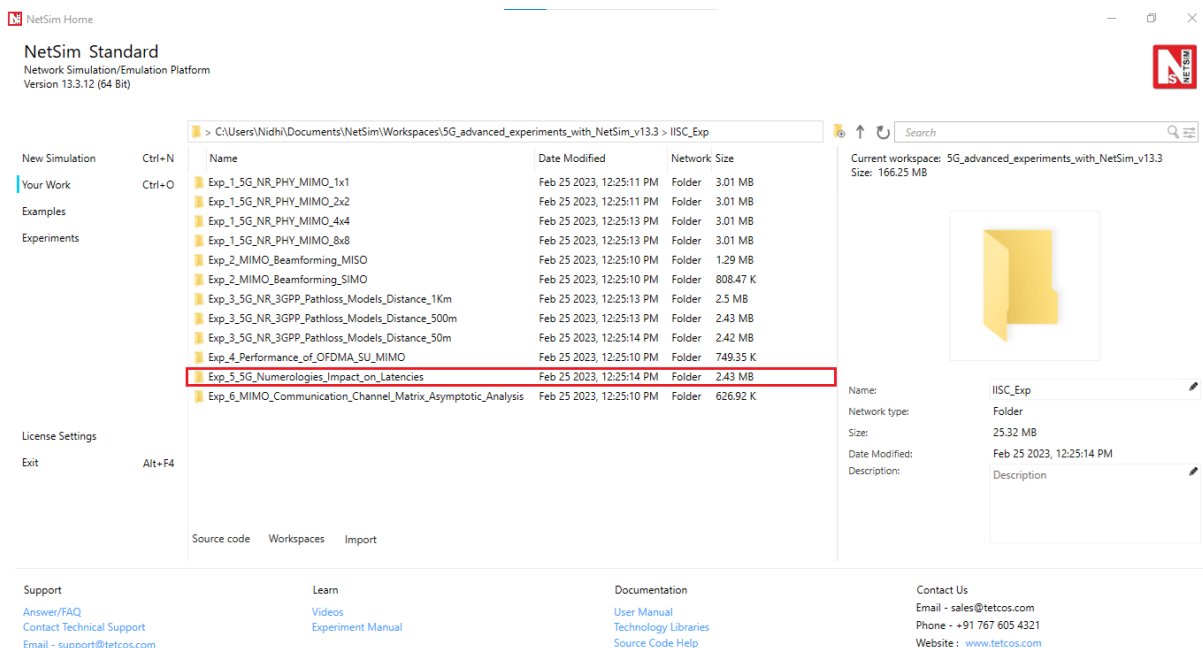 NetSim Home
NetSim Standard
Network Simulation/Emulation Platform
Version 13.3.12 (64 Bit)
NETSIM
> C:\Users\Nidhi\Documents\NetSim\Workspaces\5G_advanced_experiments_with_NetSim_v13.3 > IISC_Exp
Search
New Simulation Ctrl+N
Your Work Ctrl+O
Examples
Experiments
License Settings
Exit Alt+F4
Name Date Modified Network Size
Exp_1_5G_NR_PHY_MIMO_1x1 Feb 25 2023, 12:25:11 PM Folder 3.01 MB
Exp_1_5G_NR_PHY_MIMO_2x2 Feb 25 2023, 12:25:11 PM Folder 3.01 MB
Exp_1_5G_NR_PHY_MIMO_4x4 Feb 25 2023, 12:25:13 PM Folder 3.01 MB
Exp_1_5G_NR_PHY_MIMO_8x8 Feb 25 2023, 12:25:13 PM Folder 3.01 MB
Exp_2_MIMO_Beamforming_MISO Feb 25 2023, 12:25:10 PM Folder 1.29 MB
Exp_2_MIMO_Beamforming_SIMO Feb 25 2023, 12:25:10 PM Folder 808.47 K
Exp_3_5G_NR_3GPP_Pathloss_Models_Distance_1Km Feb 25 2023, 12:25:13 PM Folder 2.5 MB
Exp_3_5G_NR_3GPP_Pathloss_Models_Distance_500m Feb 25 2023, 12:25:13 PM Folder 2.43 MB
Exp_3_5G_NR_3GPP_Pathloss_Models_Distance_50m Feb 25 2023, 12:25:14 PM Folder 2.42 MB
Exp_4_Performance_of_OFDMA_SU_MIMO Feb 25 2023, 12:25:10 PM Folder 749.35 K
Exp_5_5G_Numerologies_Impact_on_Latencies Feb 25 2023, 12:25:14 PM Folder 2.43 MB
Exp_6_MIMO_Communication_Channel_Matrix_Asymptotic_Analysis Feb 25 2023, 12:25:10 PM Folder 626.92 K
Source code Workspaces Import
Current workspace: 5G_advanced_experiments_with_NetSim_v13.3
Size: 166.25 MB
Name: IISC_Exp
Network type: Folder
Size: 25.32 MB
Date Modified: Feb 25 2023, 12:25:14 PM
Description: Description
Support
Answer/FAQ
Contact Technical Support
Email - support@tetcos.com
Learn
Videos
Experiment Manual
Documentation
User Manual
Technology Libraries
Source Code Help
Contact Us
Email - sales@tetcos.com
Phone - +91 767 605 4321
Website : www.tetcos.com